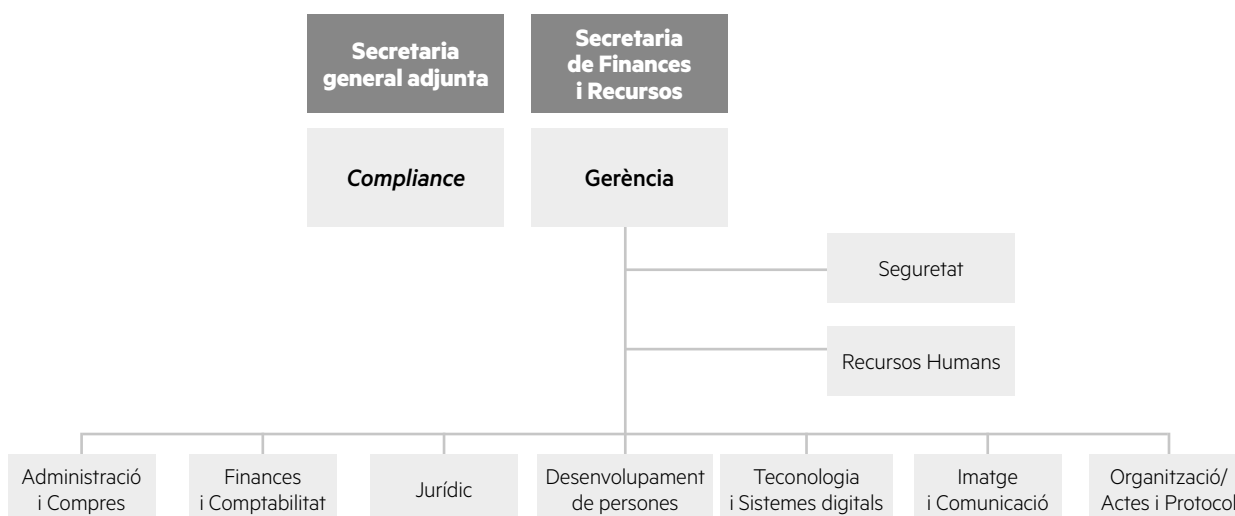 Secretaria
general adjunta
Secretaria
de Finances
i Recursos
Compliance
Gerència
Seguretat
Recursos Humans
Administració
i Compres
Finances
i Comptabilitat
Jurídic
Desenvolupament
de persones
Teconologia
i Sistemes digitals
Imatge
i Comunicació
Organització/
Actes i Protocol